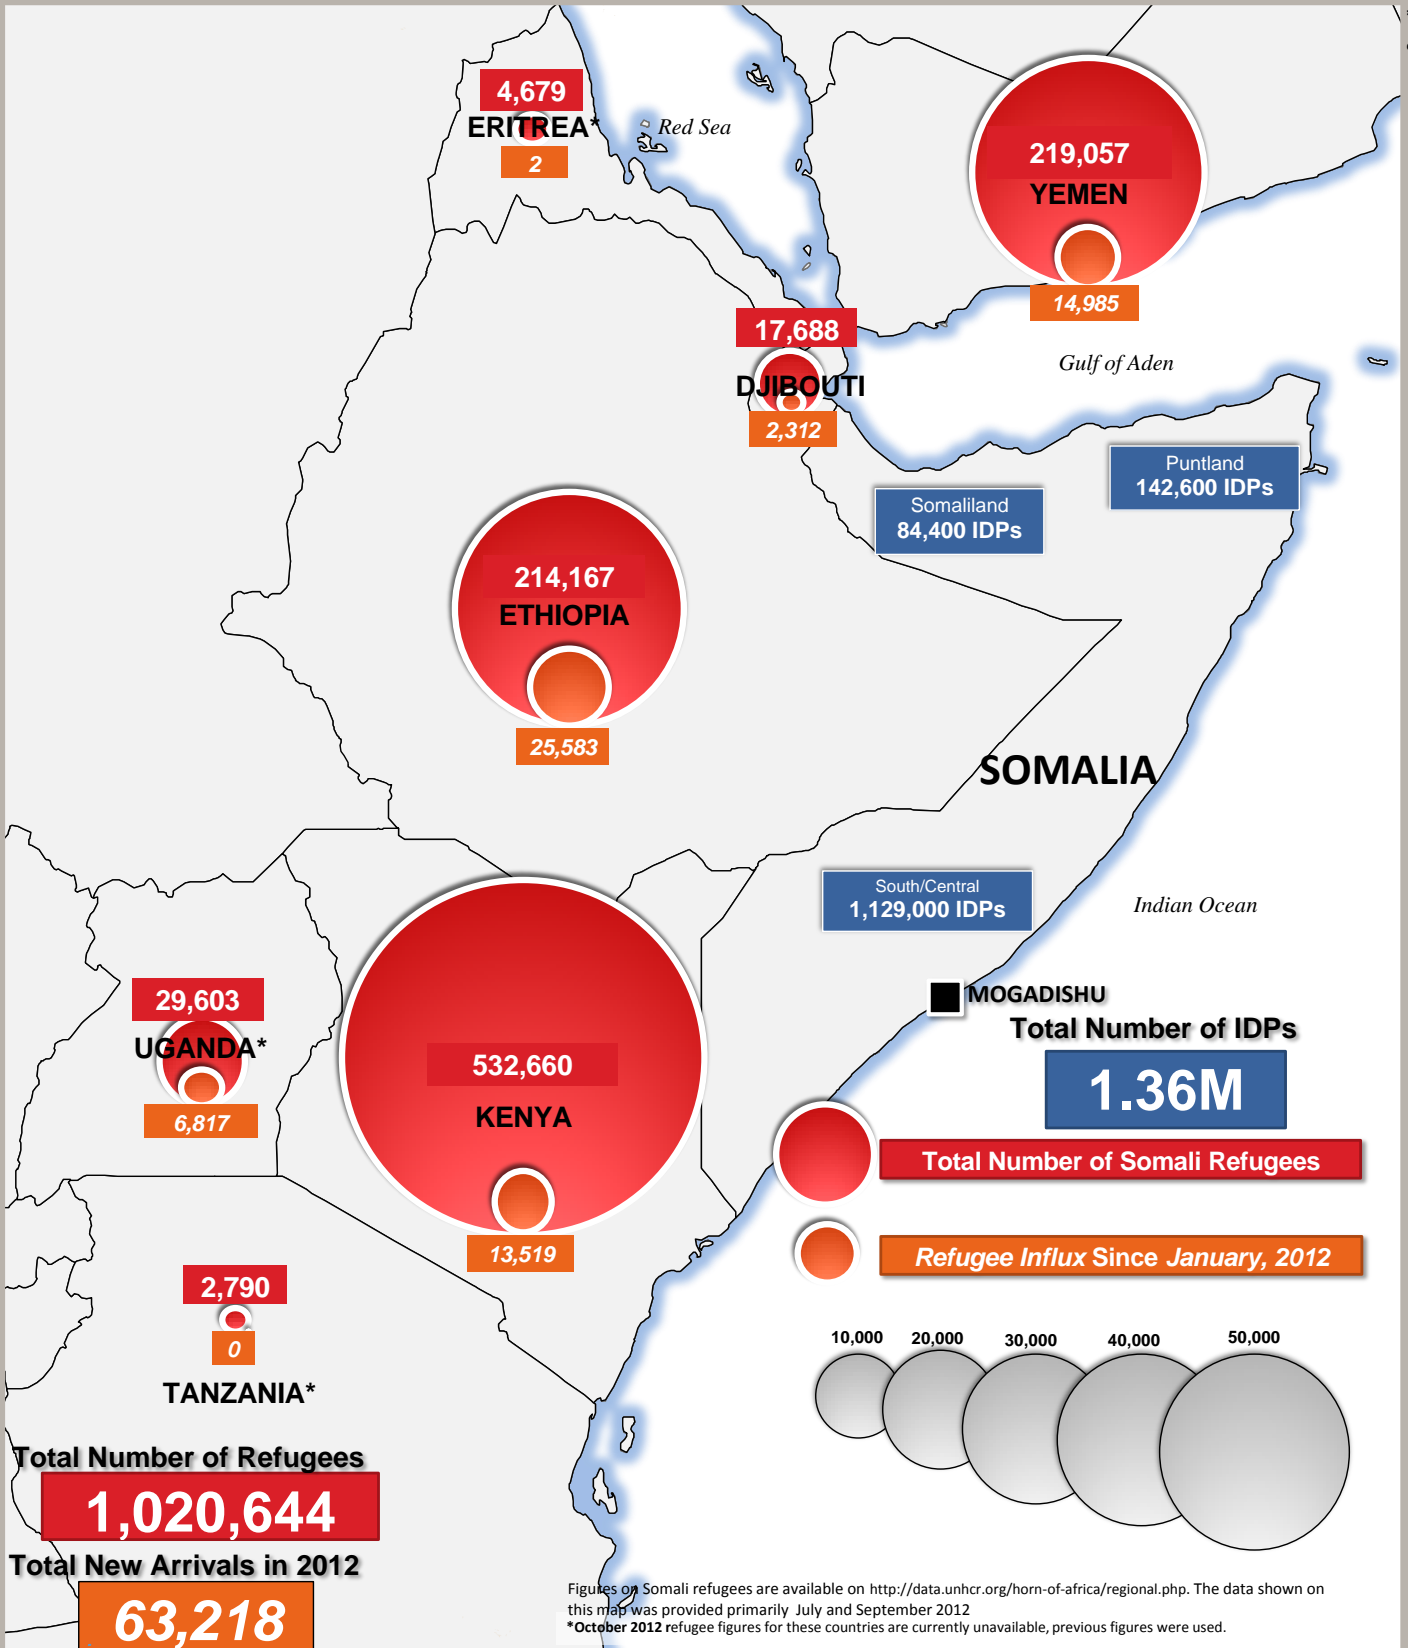 4,679
ERITREA*
2
Red Sea
219,057
YEMEN
14,985
17,688
DJIBOUTI
2,312
Gulf of Aden
Puntland
142,600 IDPs
Somaliland
84,400 IDPs
214,167
ETHIOPIA
25,583
SOMALIA
South/Central
1,129,000 IDPs
Indian Ocean
29,603
UGANDA*
6,817
532,660
KENYA
13,519
MOGADISHU
Total Number of IDPs
1.36M
Total Number of Somali Refugees
Refugee Influx Since January, 2012
2,790
0
TANZANIA*
10,000 20,000 30,000 40,000 50,000
Total Number of Refugees
1,020,644
Total New Arrivals in 2012
63,218
Figures on Somali refugees are available on http://data.unhcr.org/horn-of-africa/regional.php. The data shown on
this map was provided primarily July and September 2012
*October 2012 refugee figures for these countries are currently unavailable, previous figures were used.